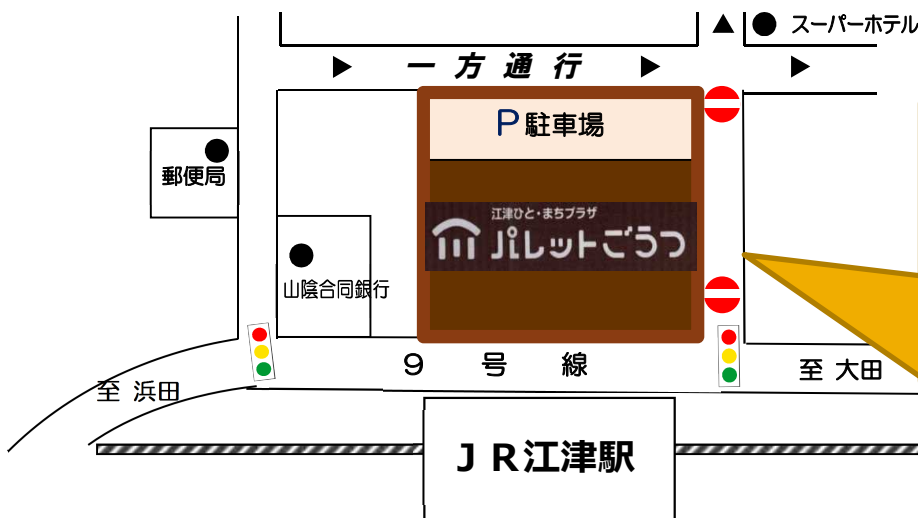 スーパーホテル
一方通行
P 駐車場
郵便局
江津ひと・まちプラザ
パレットごうつ
山陰合同銀行
9号線
至 大田
至 浜田
JR江津駅